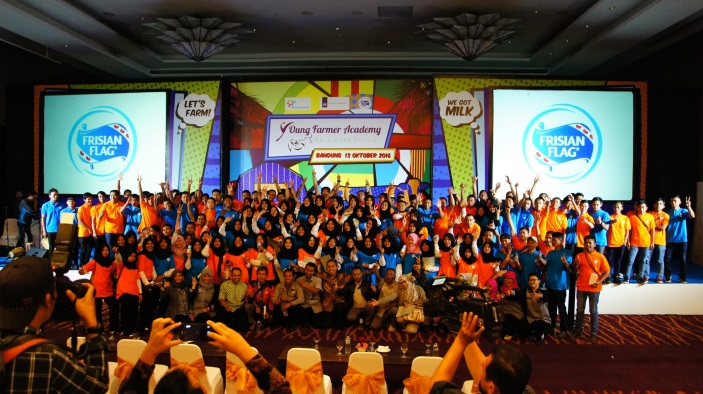 LET'S
FARM!
WE GOT
MILK
Young Farmer Academy
BANDUNG 13 OKTOBER 2016
FRISIAN
FLAG®
FRISIAN
FLAG®